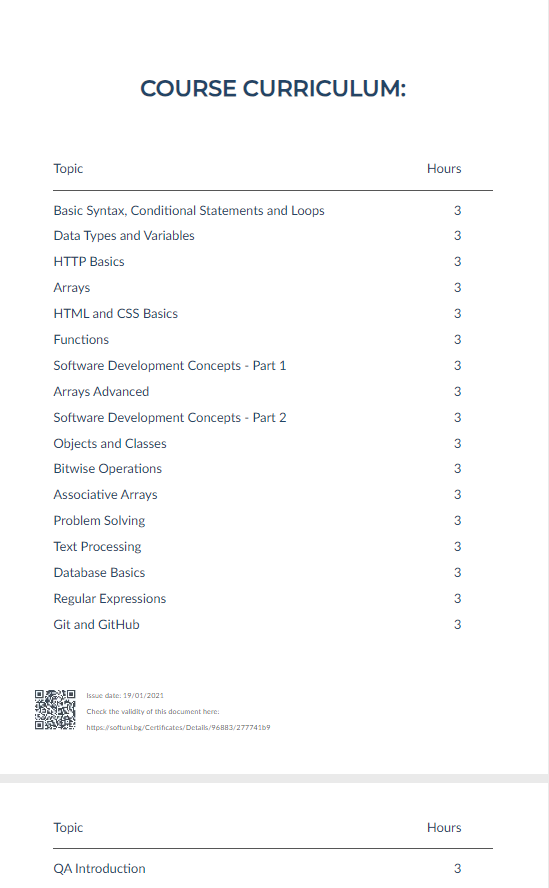 COURSE CURRICULUM:
Topic Hours
Basic Syntax, Conditional Statements and Loops 3
Data Types and Variables 3
HTTP Basics 3
Arrays 3
HTML and CSS Basics 3
Functions 3
Software Development Concepts - Part 1 3
Arrays Advanced 3
Software Development Concepts - Part 2 3
Objects and Classes 3
Bitwise Operations 3
Associative Arrays 3
Problem Solving 3
Text Processing 3
Database Basics 3
Regular Expressions 3
Git and GitHub 3
Issue date: 19/01/2021
Check the validity of this document here:
https://softuni.bg/Certificates/Details/96883/277741b9
Topic Hours
QA Introduction 3